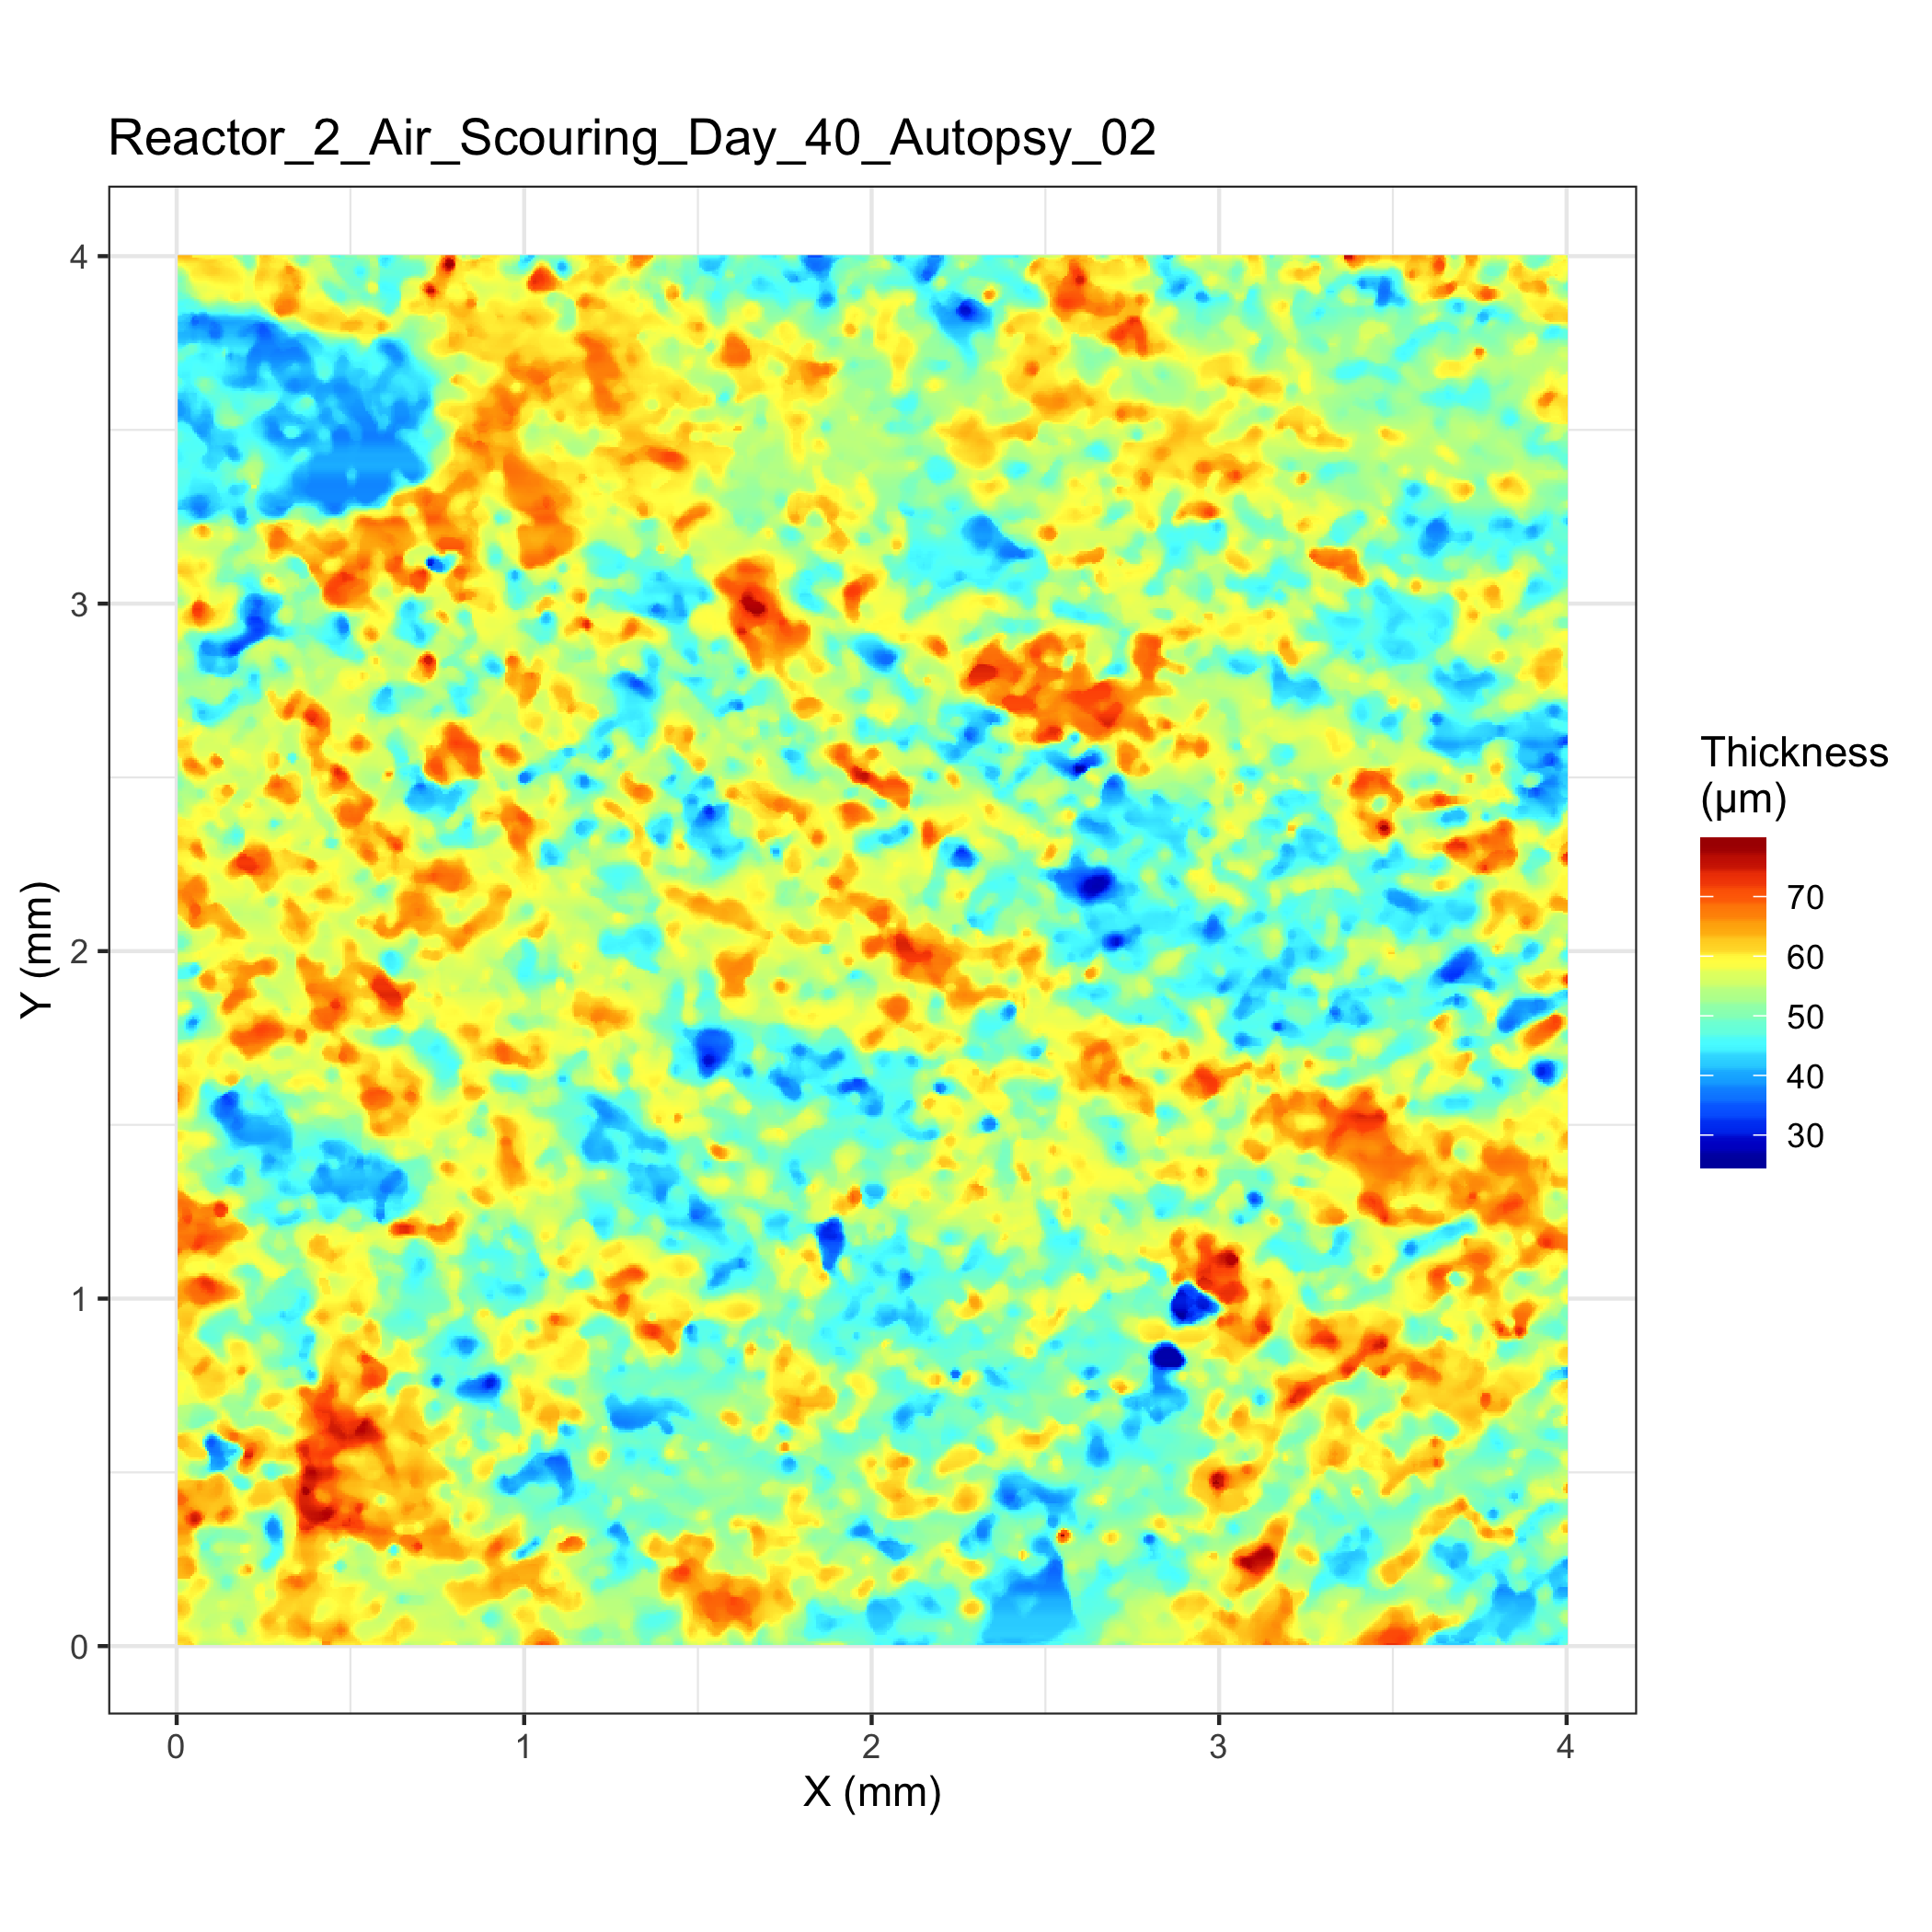 Reactor_2_Air_Scouring_Day_40_Autopsy_02
4
3
2
1
0
Y (mm)
0 1 2 3 4
X (mm)
Thickness
(µm)
70
60
50
40
30